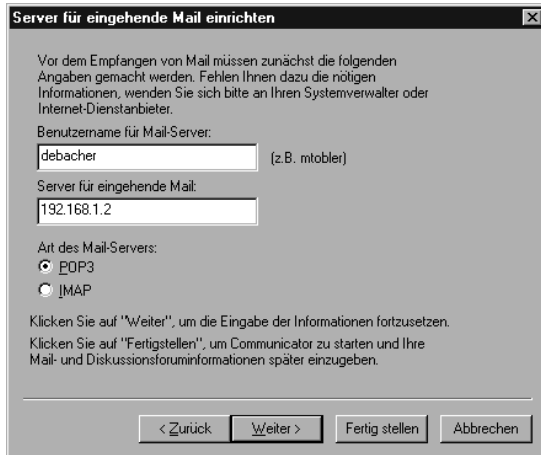 Server für eingehende Mail einrichten
Vor dem Empfangen von Mail müssen zunächst die folgenden
Angaben gemacht werden. Fehlen Ihnen dazu die nötigen
Informationen, wenden Sie sich bitte an Ihren Systemverwalter oder
Internet-Dienstanbieter.
Benutzername für Mail-Server:
debacher (z.B. mtobler)
Server für eingehende Mail:
192.168.1.2
Art des Mail-Servers:
POP3
IMAP
Klicken Sie auf "Weiter", um die Eingabe der Informationen fortzusetzen.
Klicken Sie auf "Fertigstellen", um Communicator zu starten und Ihre
Mail- und Diskussionsforuminformationen später einzugeben.
< Zurück Weiter > Fertig stellen Abbrechen